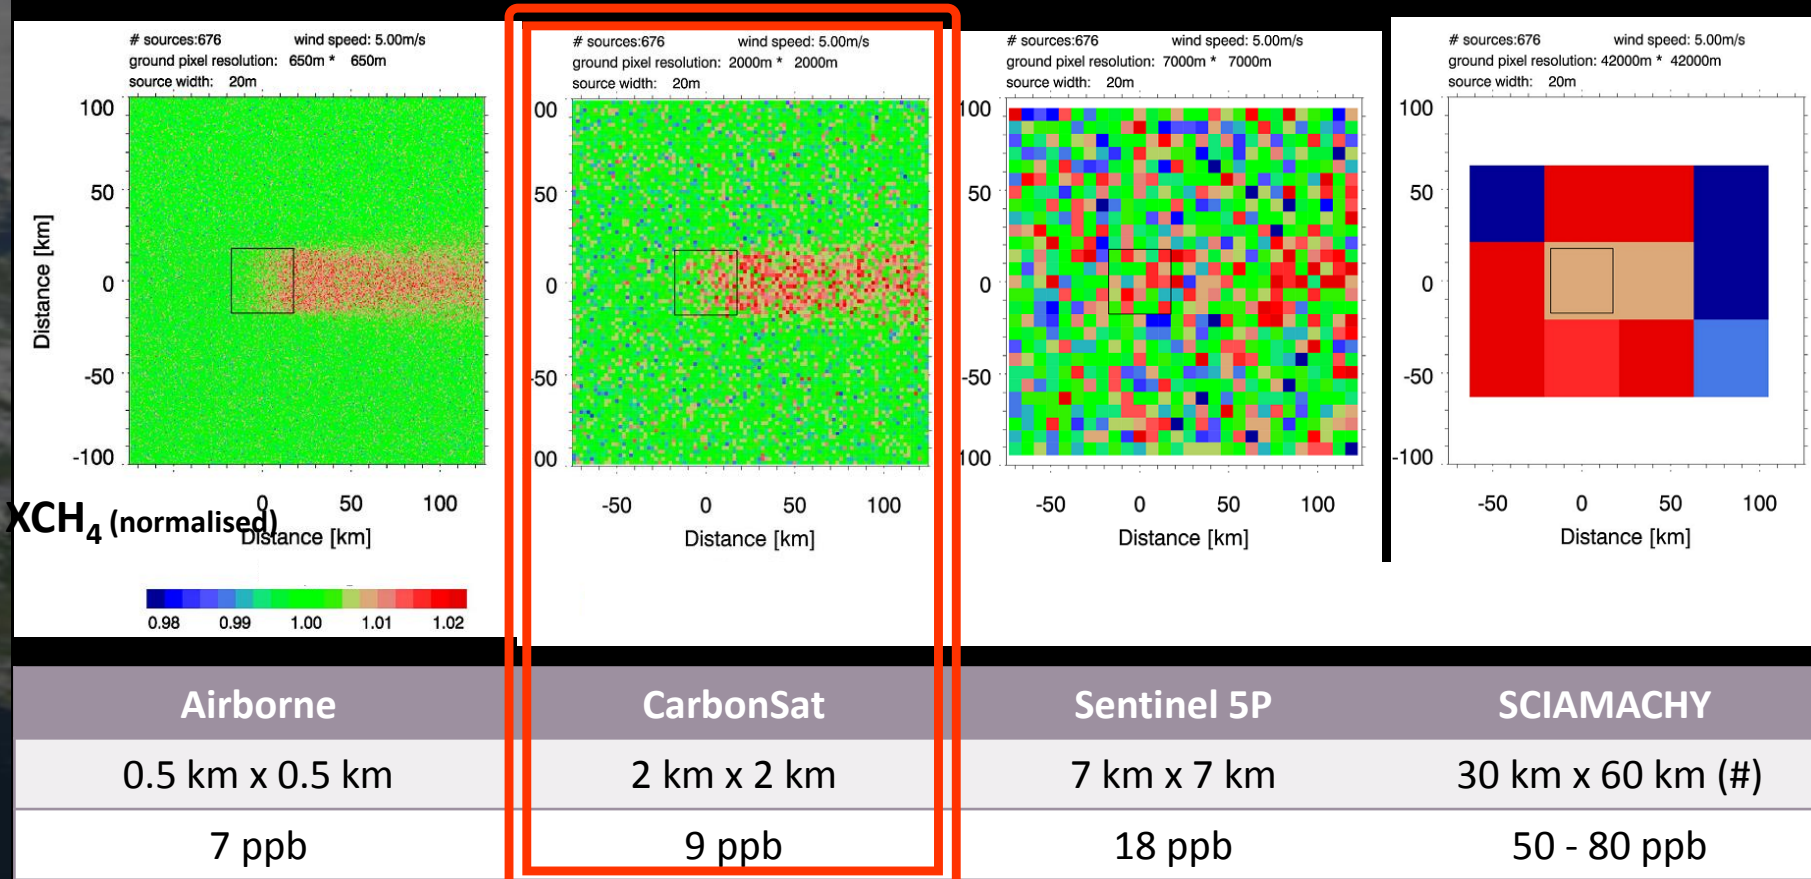 # sources:676 wind speed: 5.00m/s
ground pixel resolution: 650m * 650m
source width: 20m
100
50
0
-50
-100
Distance [km]
0 50 100
Distance [km]
XCH4 (normalised)
0.98 0.99 1.00 1.01 1.02
# sources:676 wind speed: 5.00m/s
ground pixel resolution: 2000m * 2000m
source width: 20m
00
50
0
-50
00
-50 0 50 100
Distance [km]
# sources:676 wind speed: 5.00m/s
ground pixel resolution: 7000m * 7000m
source width: 20m
100
50
0
-50
100
-50 0 50 100
Distance [km]
# sources:676 wind speed: 5.00m/s
ground pixel resolution: 42000m * 42000m
source width: 20m
100
50
0
-50
-100
-50 0 50 100
Distance [km]
Airborne CarbonSat Sentinel 5P SCIAMACHY
0.5 km x 0.5 km 2 km x 2 km 7 km x 7 km 30 km x 60 km (#)
7 ppb 9 ppb 18 ppb 50 - 80 ppb